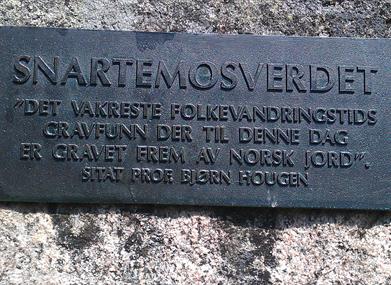 SNARTEMOSVERDET
"DET VAKRESTE FOLKEVANDRINGSTIDS
GRAVFUNN DER TIL DENNE DAG
ER GRAVET FREM AV NORSK JORD".
SITAT PROF. BJØRN HOUGEN